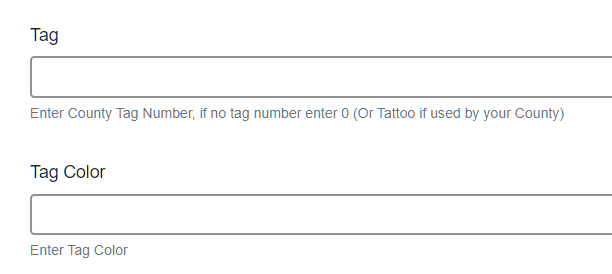 Tag
Enter County Tag Number, if no tag number enter 0 (Or Tattoo if used by your County)
Tag Color
Enter Tag Color